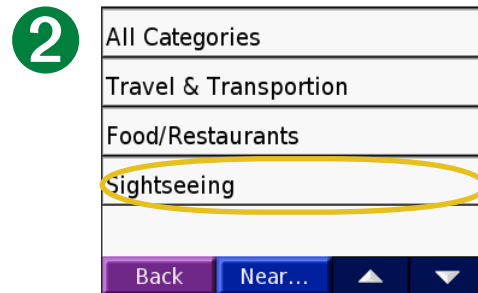 2
All Categories
Travel & Transportion
Food/Restaurants
Sightseeing
Back Near...